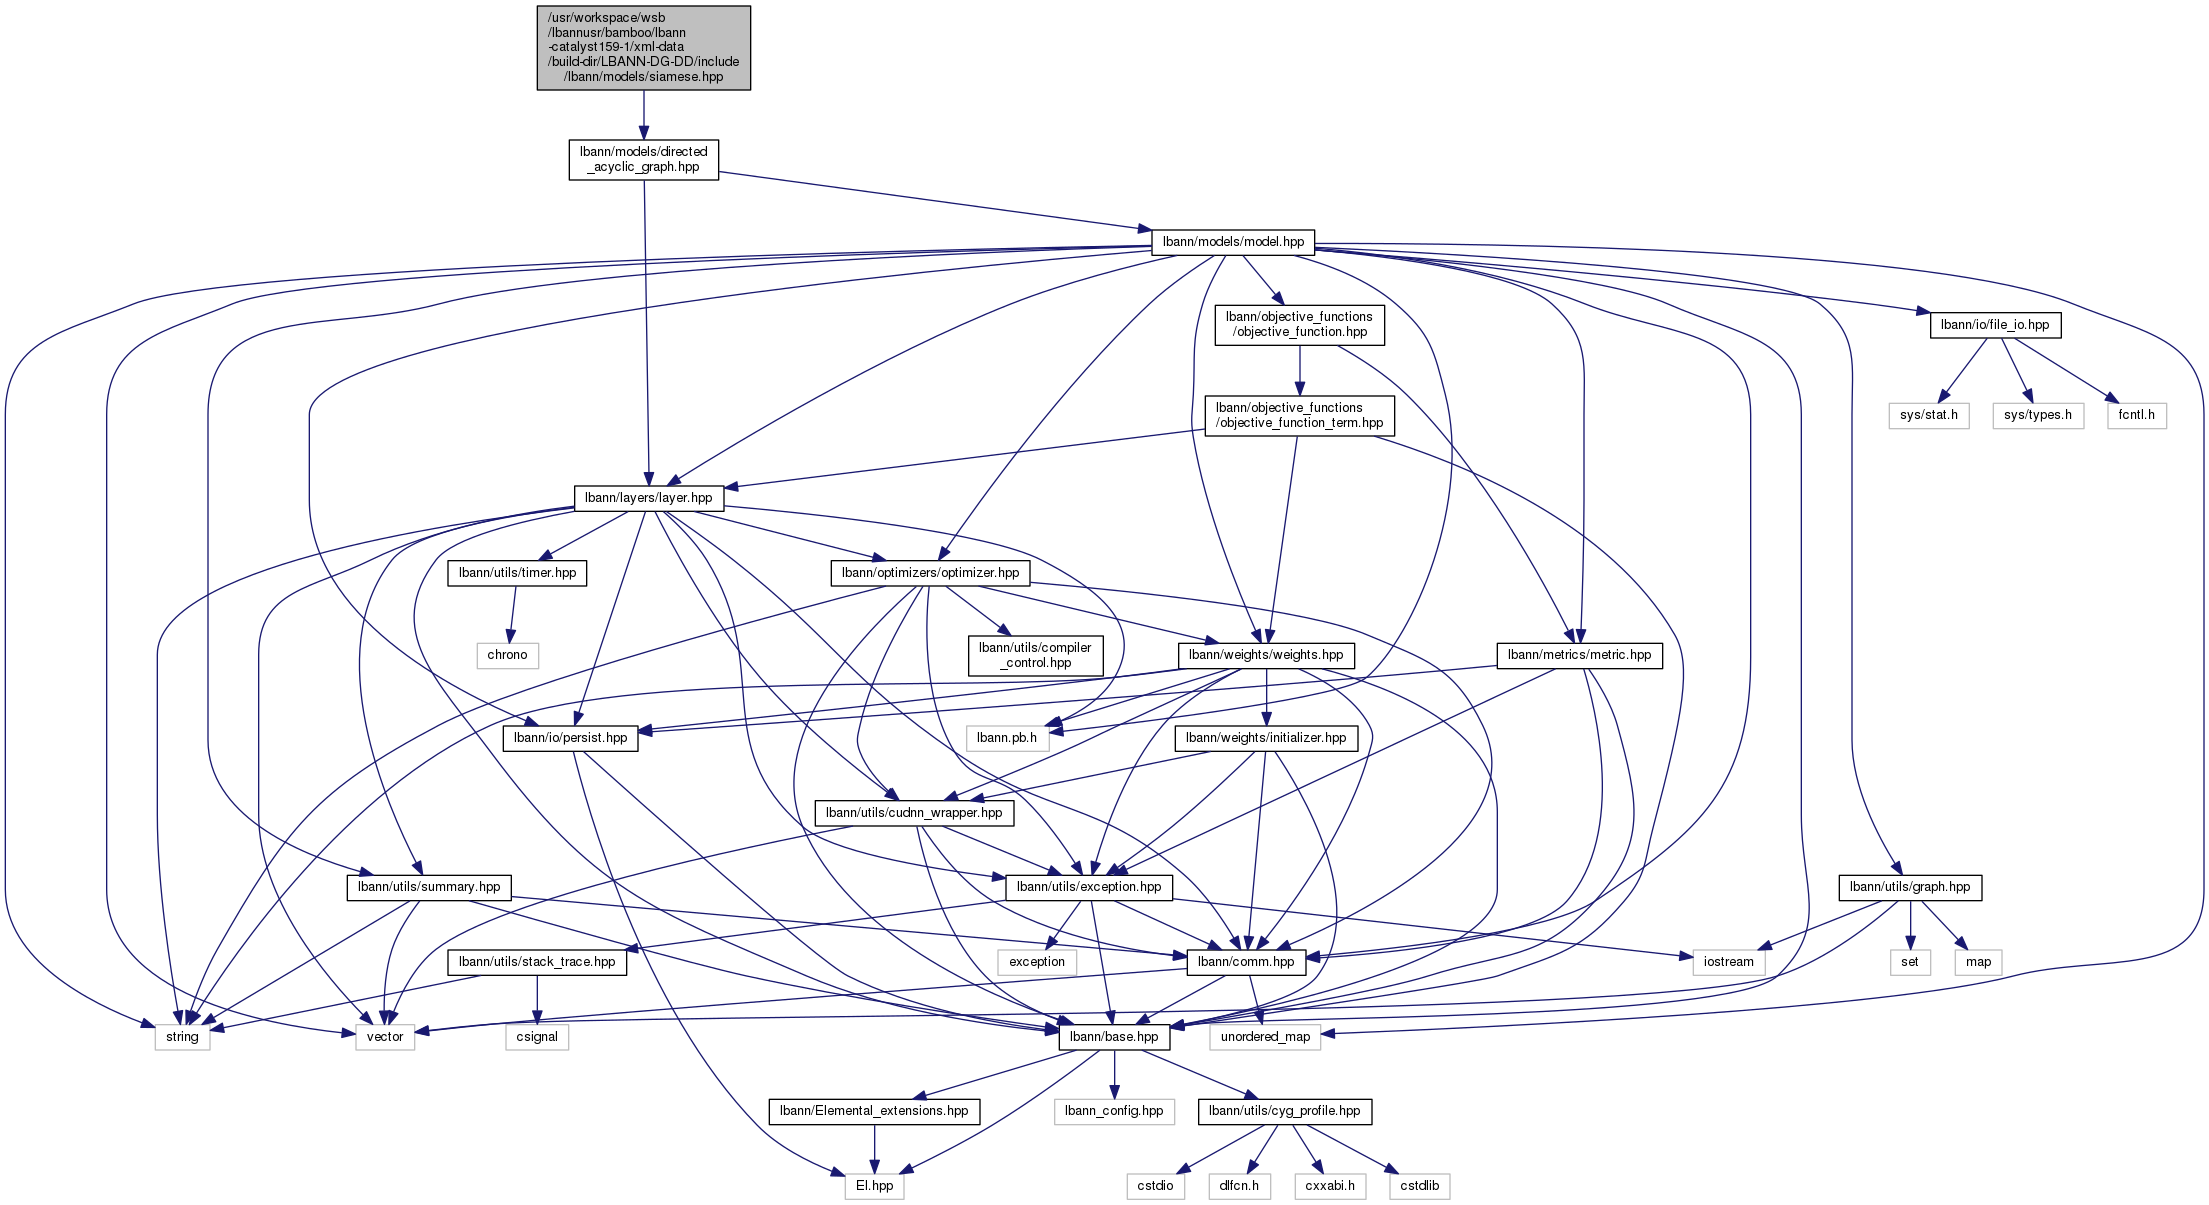 /usr/workspace/wsb
/lbannusr/bamboo/lbann
-catalyst159-1/xml-data
/build-dir/LBANN-DG-DD/include
/lbann/models/siamese.hpp
lbann/models/directed
_acyclic_graph.hpp
lbann/models/model.hpp
lbann/objective_functions
/objective_function.hpp
lbann/io/file_io.hpp
lbann/objective_functions
/objective_function_term.hpp
sys/stat.h
sys/types.h
fcntl.h
lbann/layers/layer.hpp
lbann/utils/timer.hpp
lbann/optimizers/optimizer.hpp
chrono
lbann/utils/compiler
_control.hpp
lbann/weights/weights.hpp
lbann/metrics/metric.hpp
lbann/io/persist.hpp
lbann.pb.h
lbann/weights/initializer.hpp
lbann/utils/cudnn_wrapper.hpp
lbann/utils/summary.hpp
lbann/utils/exception.hpp
lbann/utils/graph.hpp
lbann/utils/stack_trace.hpp
exception
lbann/comm.hpp
iostream
set
map
string
vector
csignal
lbann/base.hpp
unordered_map
lbann/Elemental_extensions.hpp
lbann_config.hpp
lbann/utils/cyg_profile.hpp
El.hpp
cstdio
dlfcn.h
cxxabi.h
cstdlib